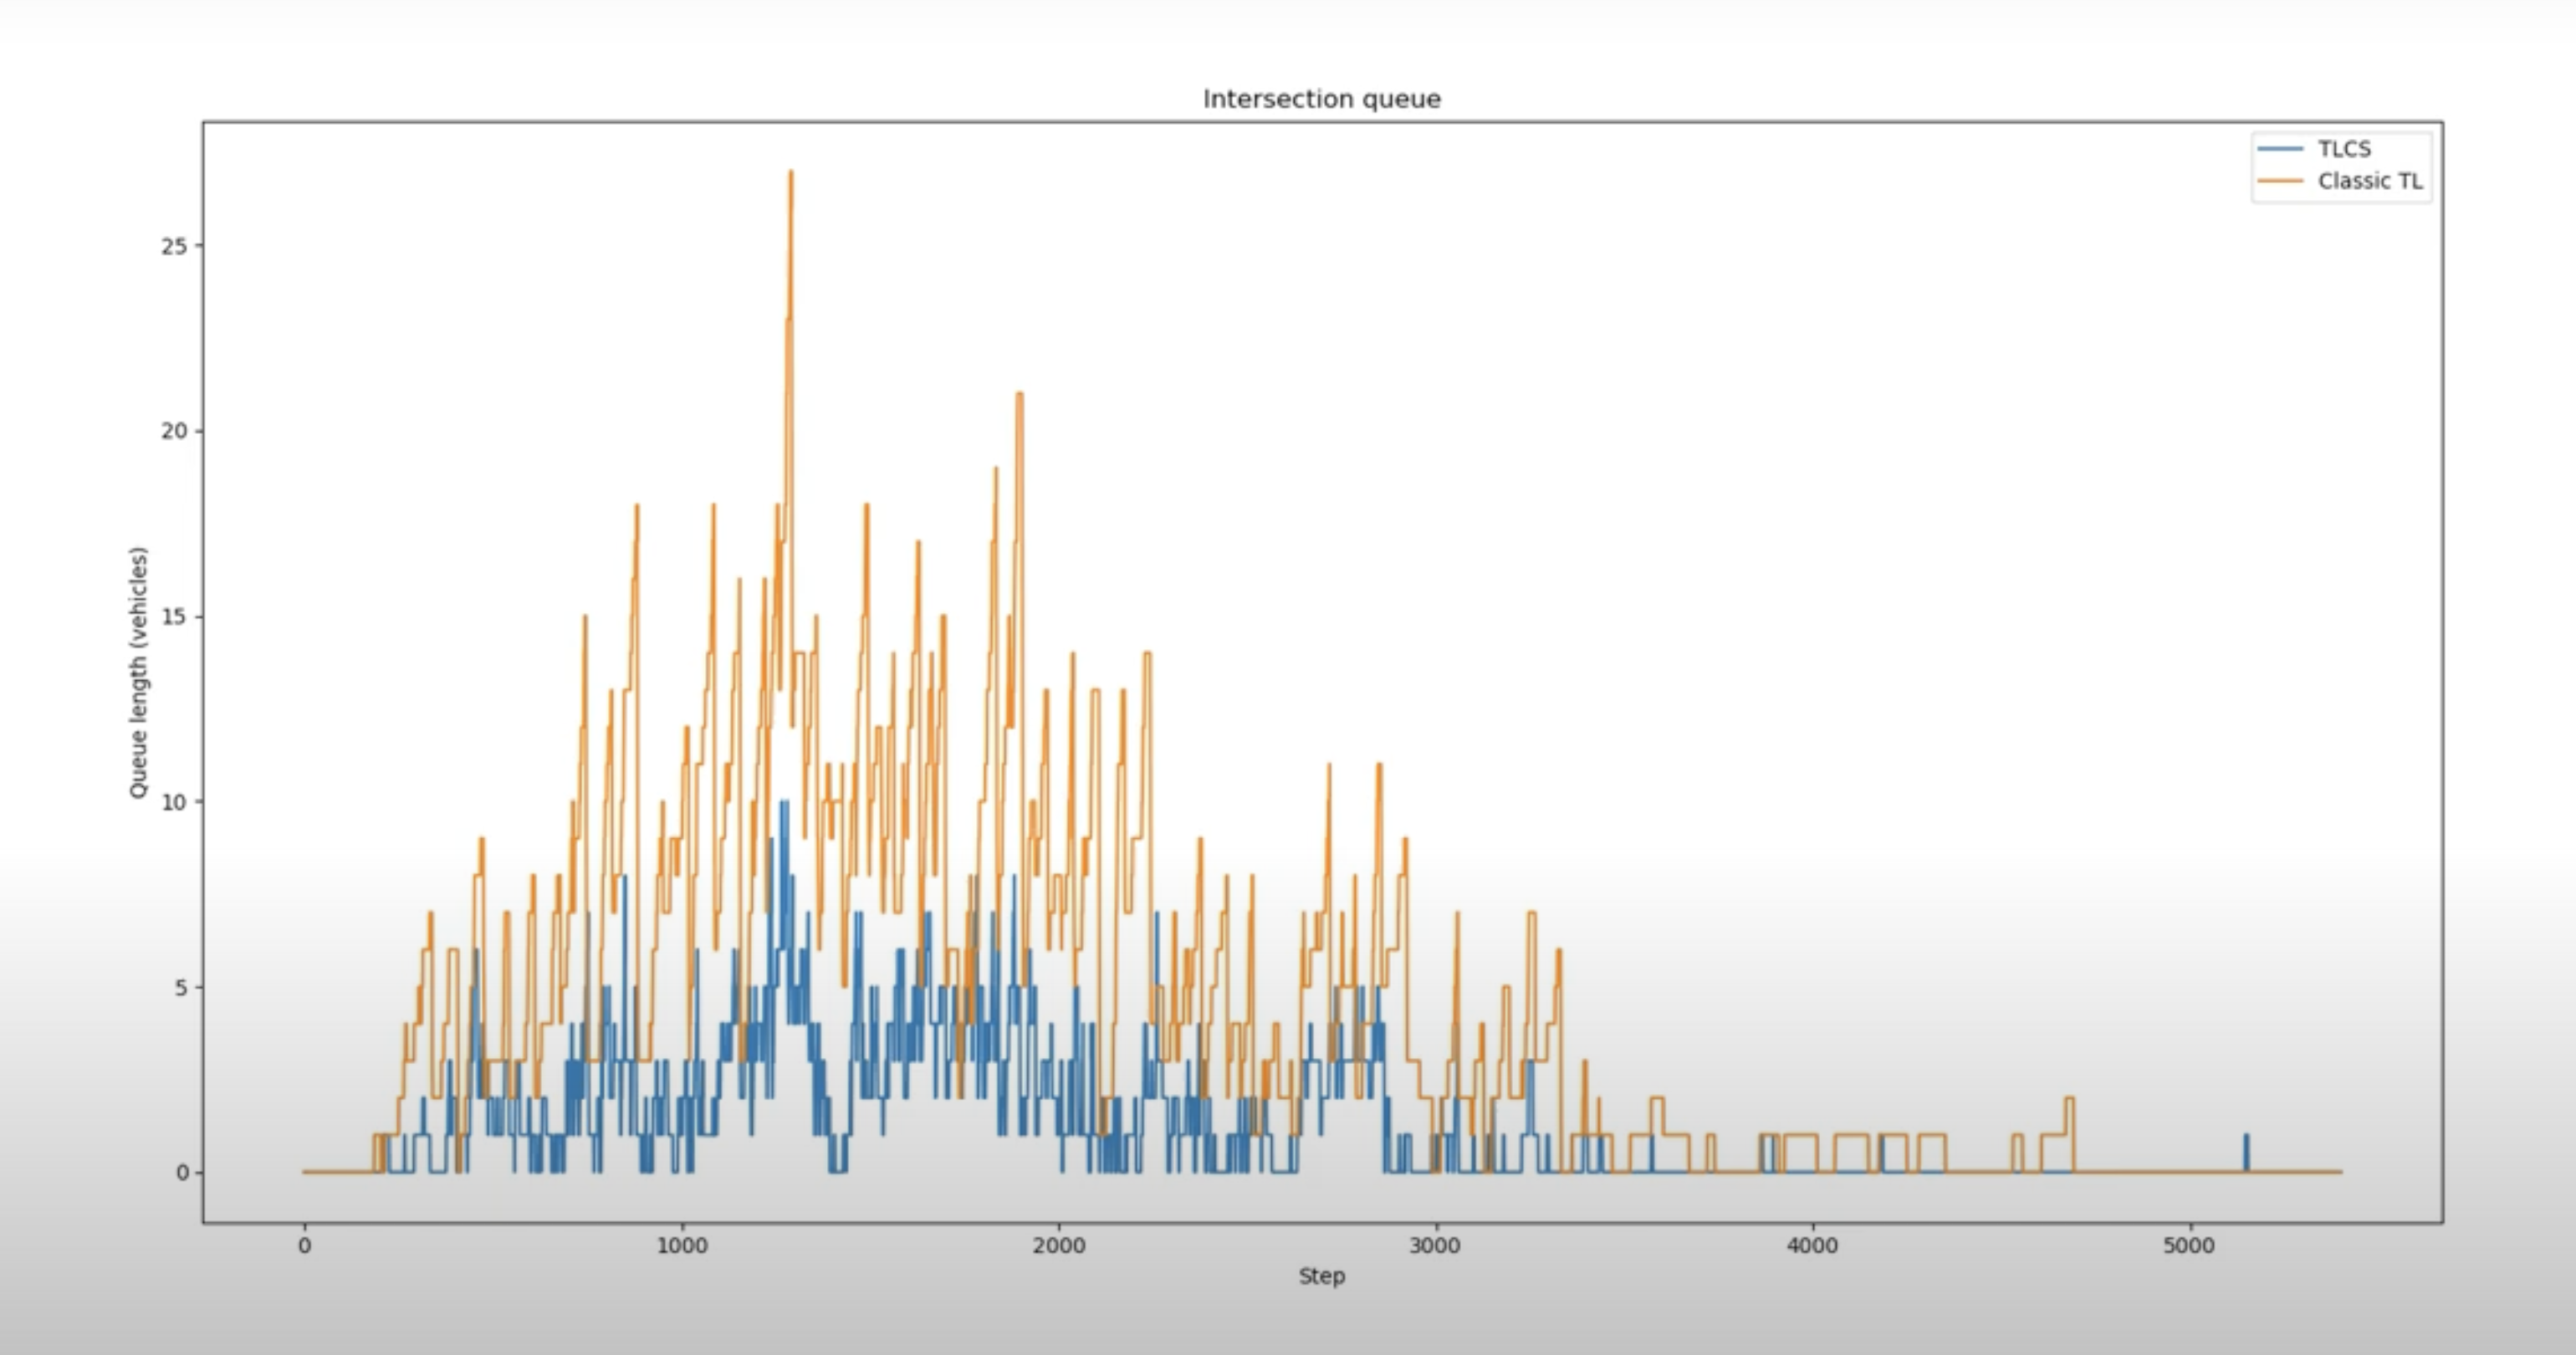 Intersection queue
TLCS
Classic TL
25
20
15
10
5
0
Queue length (vehicles)
0 1000 2000 3000 4000 5000
Step